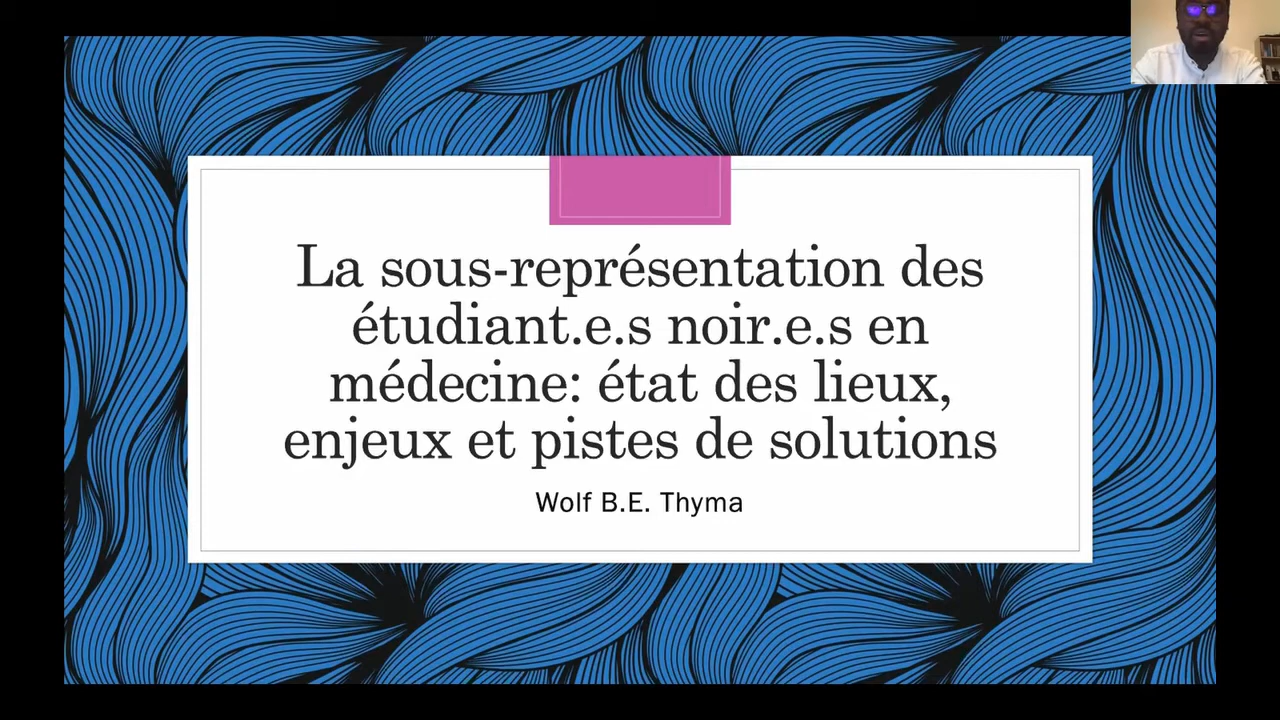 La sous-représentation des
étudiant.e.s noir.e.s en
médecine: état des lieux,
enjeux et pistes de solutions
Wolf B.E. Thyma